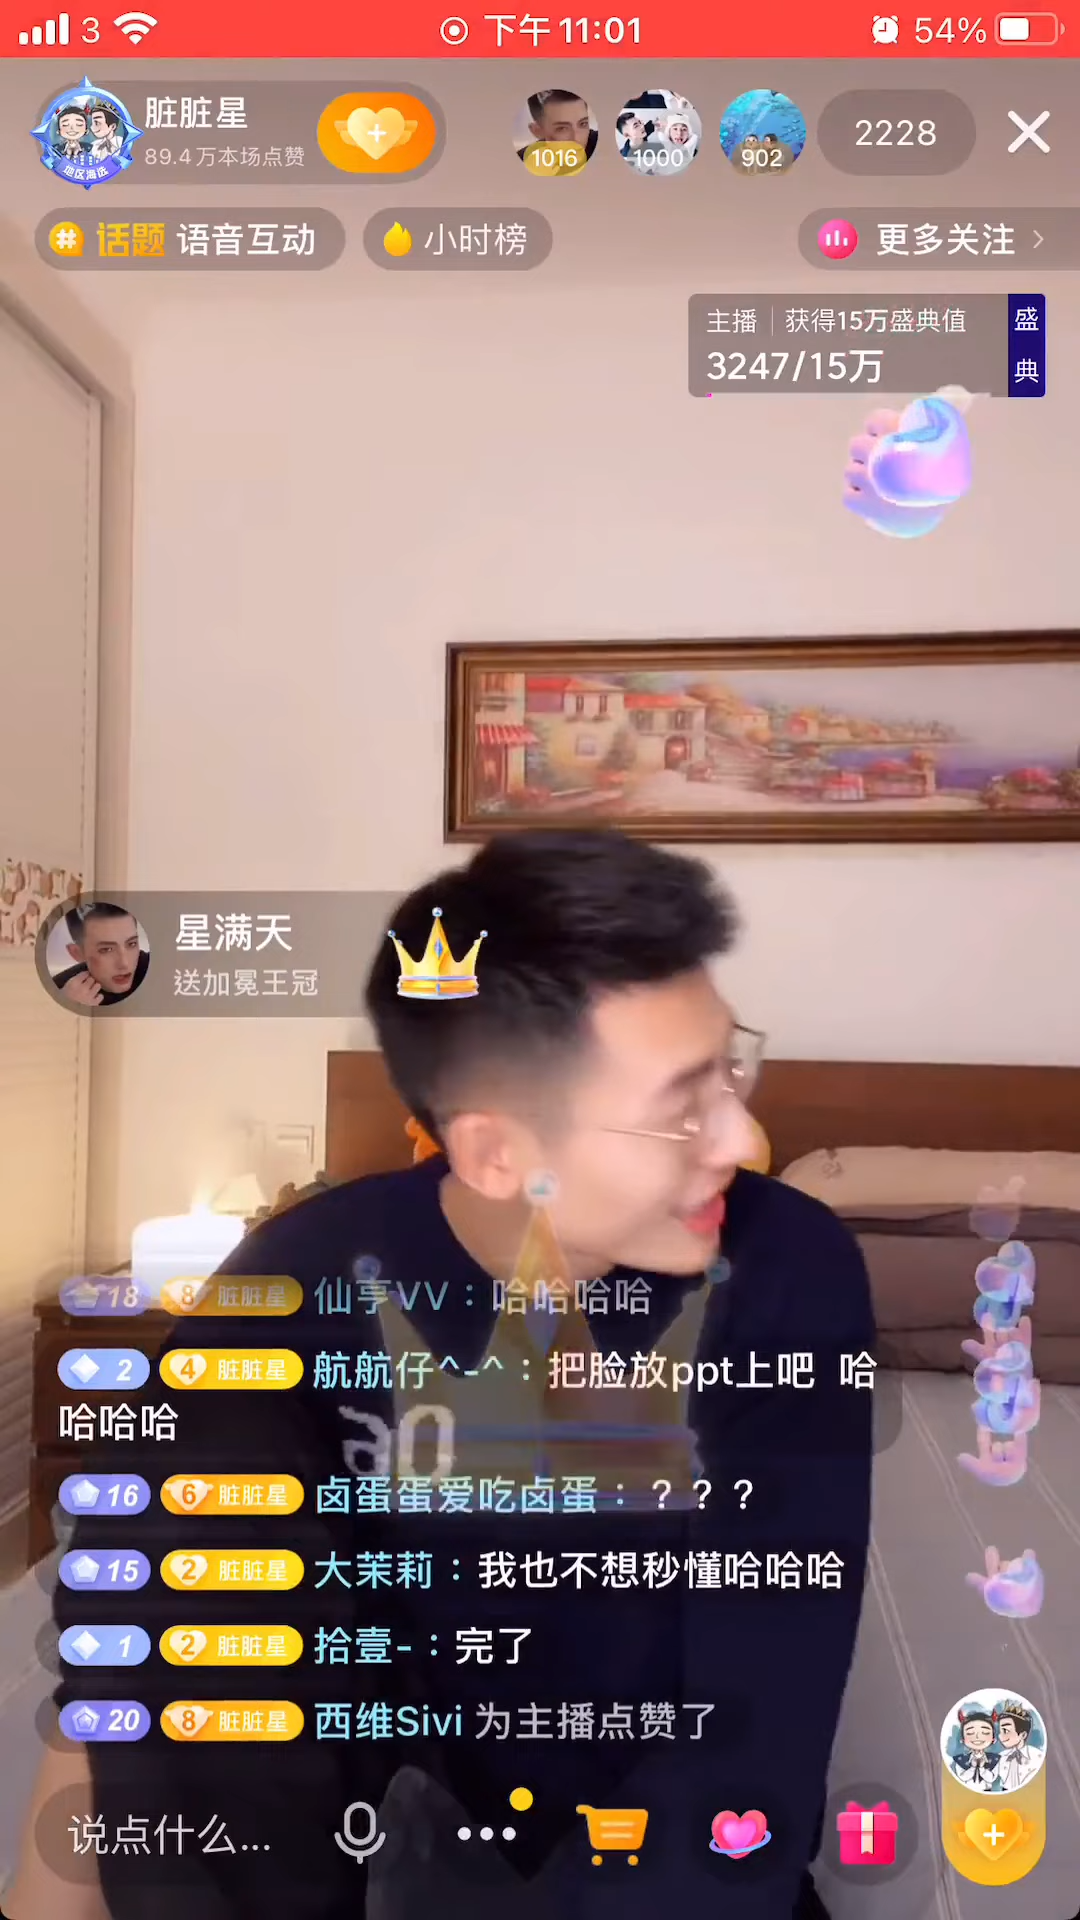 3 下午11:01 54%
脏脏星
89.4万本场点赞
地区海选
1016 1000 902 2228
话题 语音互动 小时榜 更多关注
主播 获得15万盛典值
3247/15万
盛典
星满天
送加冕王冠
18 8 脏脏星 仙亨VV：哈哈哈哈
2 4 脏脏星 航航仔^_-^：把脸放ppt上吧 哈
哈哈哈
16 6 脏脏星 卤蛋蛋爱吃卤蛋：？？？
15 2 脏脏星 大茉莉：我也不想秒懂哈哈哈
1 2 脏脏星 拾壹-：完了
20 8 脏脏星 西维Sivi 为主播点赞了
说点什么...